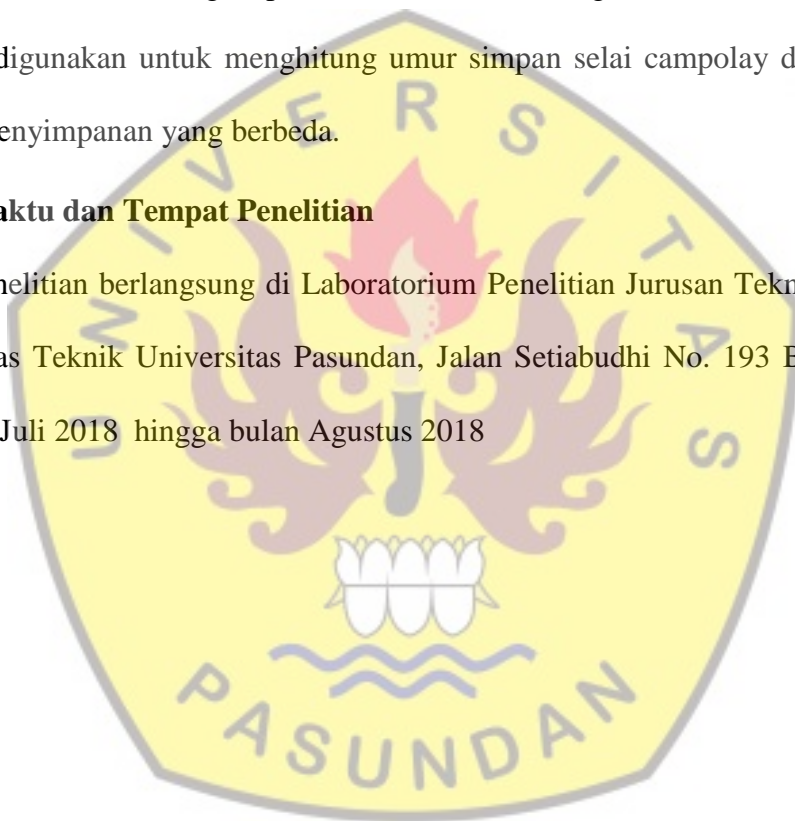 digunakan untuk menghitung umur simpan selai campolay d
enyimpanan yang berbeda.
aktu dan Tempat Penelitian
nelitian berlangsung di Laboratorium Penelitian Jurusan Tekn
as Teknik Universitas Pasundan, Jalan Setiabudhi No. 193 B
Juli 2018 hingga bulan Agustus 2018
UNIVERSITAS
PASUNDAN